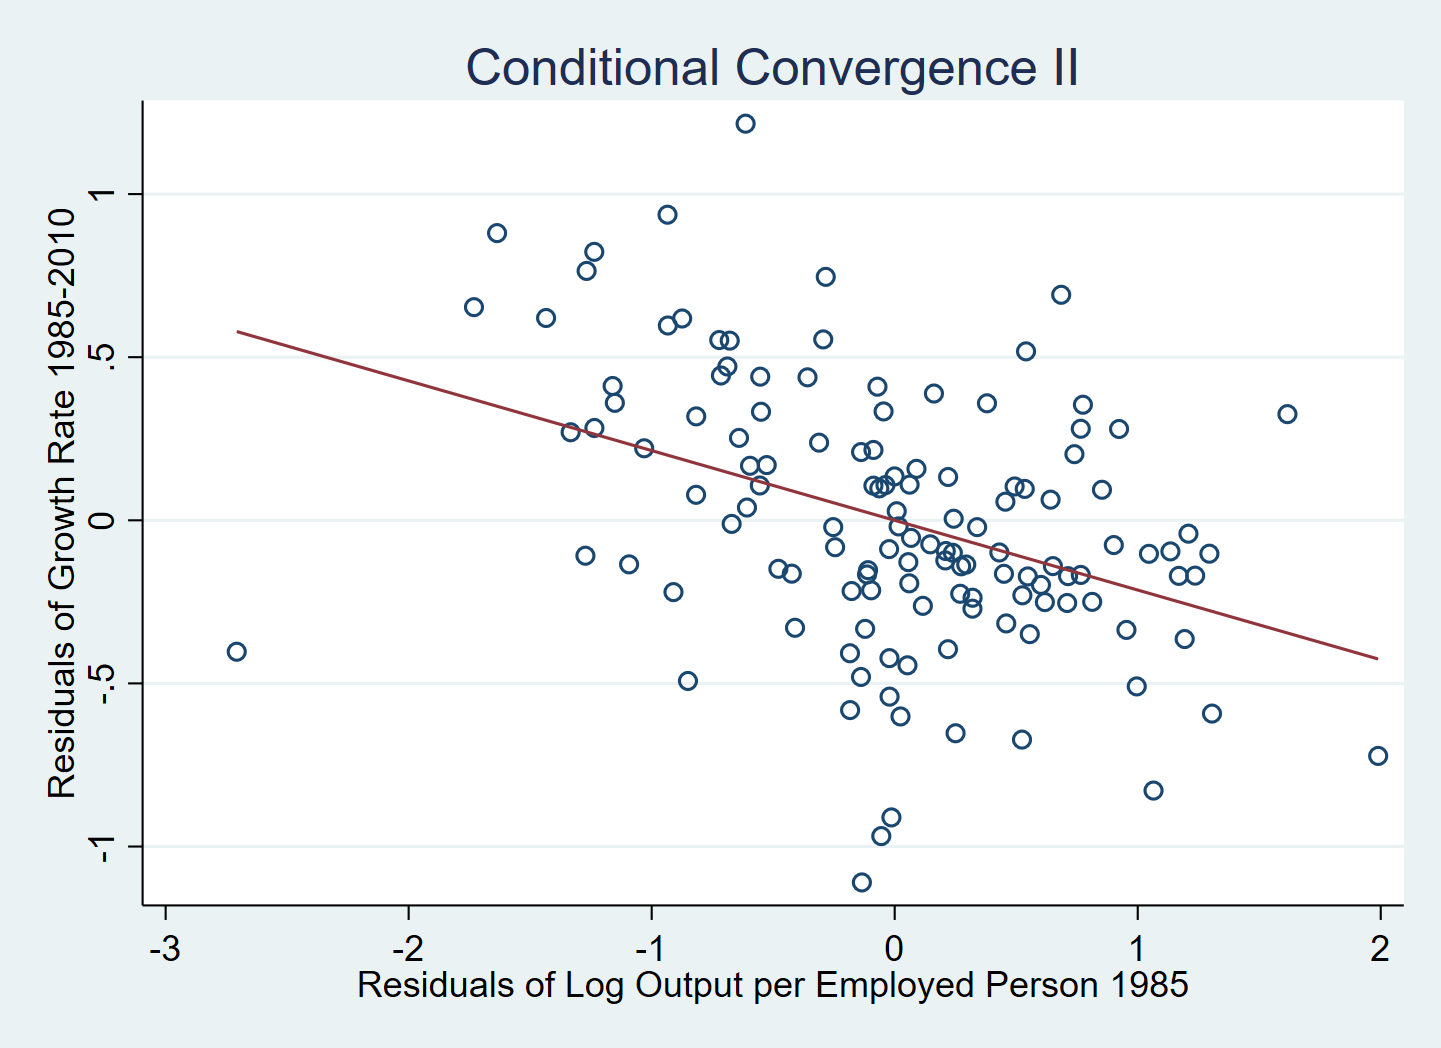 Conditional Convergence II
Residuals of Growth Rate 1985-2010
1
.5
0
-.5
-1
-3 -2 -1 0 1 2
Residuals of Log Output per Employed Person 1985